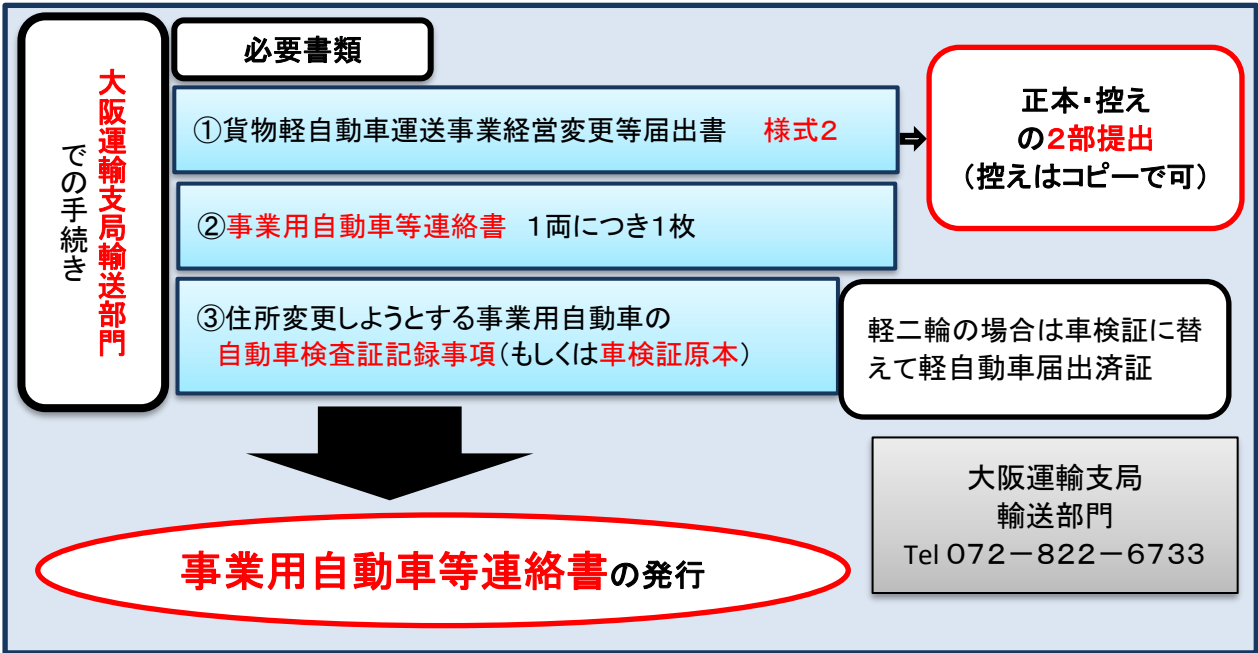 大阪運輸支局輸送部門
での手続き
必要書類
①貨物軽自動車運送事業経営変更等届出書　様式２
正本・控え
の２部提出
（控えはコピーで可）
②事業用自動車等連絡書　１両につき１枚
③住所変更しようとする事業用自動車の
自動車検査証記録事項（もしくは車検証原本）
軽二輪の場合は車検証に替
えて軽自動車届出済証
大阪運輸支局
輸送部門
Tel ０７２－８２２－６７３３
事業用自動車等連絡書の発行